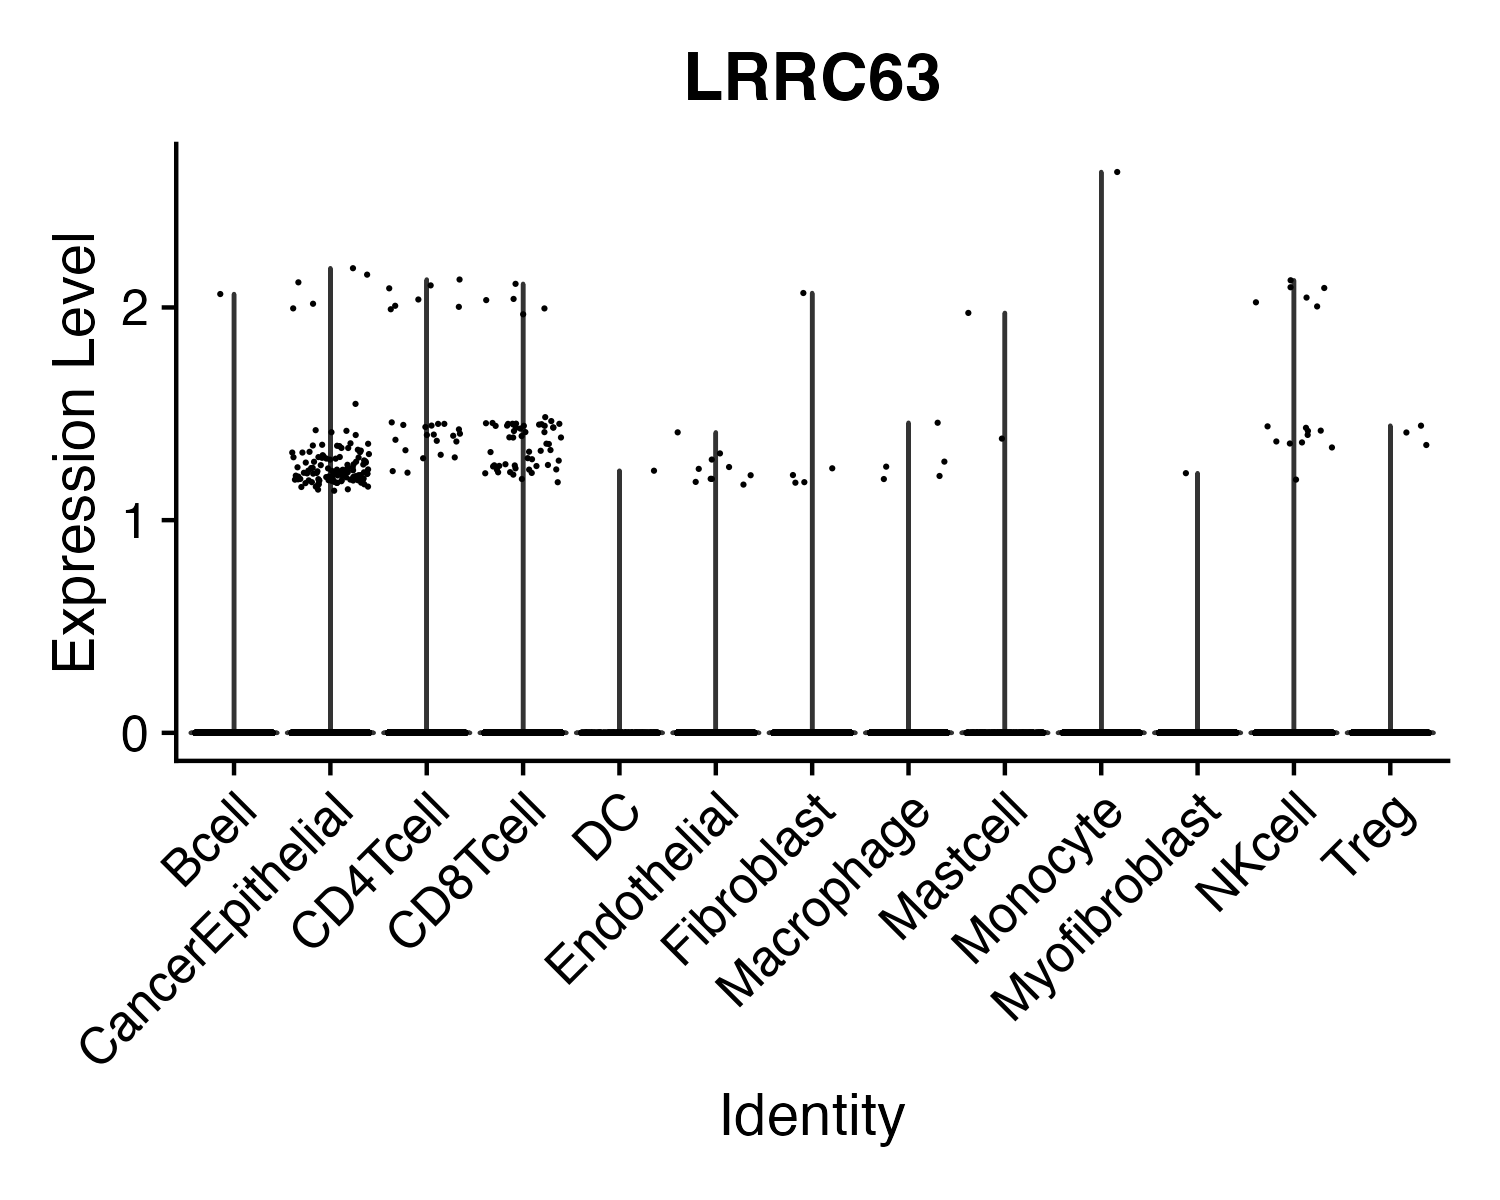 LRRC63
Expression Level
2
1
0
Bcell
CancerEpithelial
CD4Tcell
CD8Tcell
DC
Endothelial
Fibroblast
Macrophage
Mastcell
Monocyte
Myofibroblast
NKcell
Treg
Identity